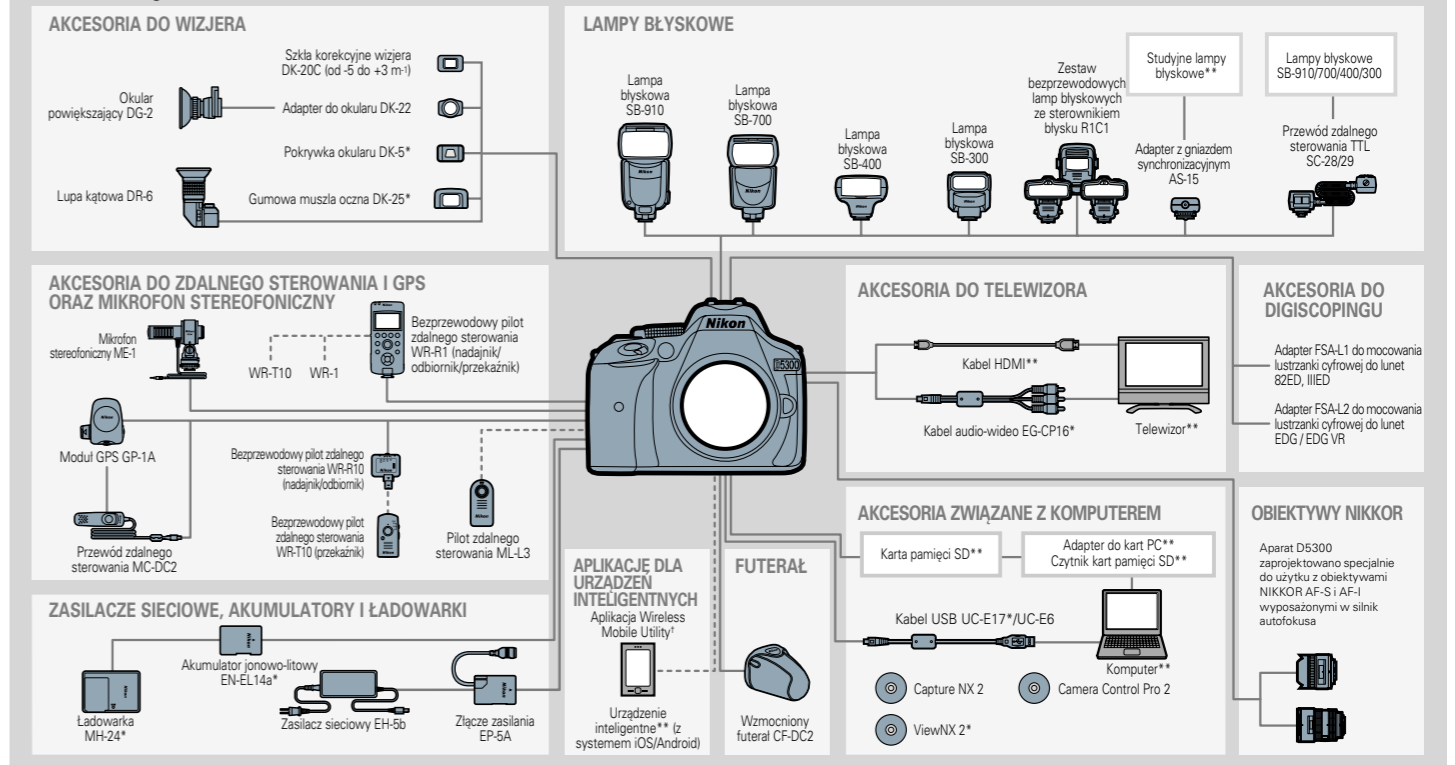 AKCESORIA DO WIZJERA
Szkła korekcyjne wizjera
DK-20C (od -5 do +3 m-1)
Okular
powiększający DG-2
Adapter do okularu DK-22
Pokrywka okularu DK-5*
Lupa kątowa DR-6
Gumowa muszla oczna DK-25*
LAMPY BŁYSKOWE
Lampa
błyskowa
SB-910
Lampa
błyskowa
SB-700
Lampa
błyskowa
SB-400
Lampa
błyskowa
SB-300
Zestaw
bezprzewodowych
lamp błyskowych
ze sterownikiem
błysku R1C1
Studyjne lampy
błyskowe**
Adapter z gniazdem
synchronizacyjnym
AS-15
Lampy błyskowe
SB-910/700/400/300
Przewód zdalnego
sterowania TTL
SC-28/29
AKCESORIA DO ZDALNEGO STEROWANIA I GPS
ORAZ MIKROFON STEREOFONICZNY
Mikrofon
stereofoniczny ME-1
WR-T10
WR-1
Bezprzewodowy pilot
zdalnego sterowania
WR-R1 (nadajnik/
odbiornik/przekaźnik)
Moduł GPS GP-1A
Bezprzewodowy pilot zdalnego
sterowania WR-R10
(nadajnik/odbiornik)
Przewód zdalnego
sterowania MC-DC2
Bezprzewodowy pilot
zdalnego sterowania
WR-T10 (przekaźnik)
Pilot zdalnego
sterowania ML-L3
Nikon
D5300
AKCESORIA DO TELEWIZORA
Kabel HDMI**
Kabel audio-wideo EG-CP16*
Telewizor**
AKCESORIA DO
DIGISCOPINGU
Adapter FSA-L1 do mocowania
lustrzanki cyfrowej do lunet
82ED, IIIED
Adapter FSA-L2 do mocowania
lustrzanki cyfrowej do lunet
EDG / EDG VR
ZASILACZE SIECIOWE, AKUMULATORY I ŁADOWARKI
Akumulator jonowo-litowy
EN-EL14a*
Ładowarka
MH-24*
Zasilacz sieciowy EH-5b
Złącze zasilania
EP-5A
APLIKACJE DLA
URZĄDZEŃ
INTELIGENTNYCH
Aplikacja Wireless
Mobile Utility†
Urządzenie
inteligentne** (z
systemem iOS/Android)
FUTERAŁ
Wzmocniony
futerał CF-DC2
AKCESORIA ZWIĄZANE Z KOMPUTEREM
Karta pamięci SD**
Adapter do kart PC**
Czytnik kart pamięci SD**
Kabel USB UC-E17*/UC-E6
Komputer**
Capture NX 2
Camera Control Pro 2
ViewNX 2*
OBIEKTYWY NIKKOR
Aparat D5300
zaprojektowano specjalnie
do użytku z obiektywami
NIKKOR AF-S i AF-I
wyposażonymi w silnik
autofokusa